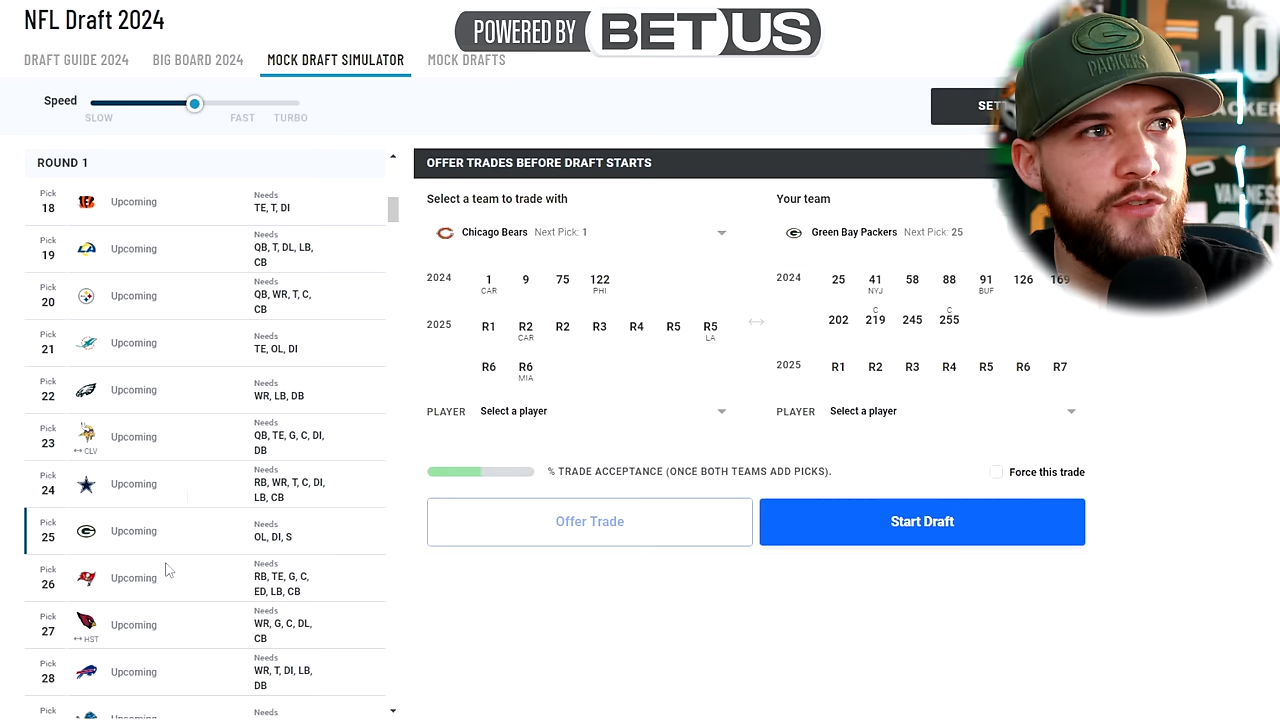 NFL Draft 2024
POWERED BY BETUS
DRAFT GUIDE 2024 BIG BOARD 2024 MOCK DRAFT SIMULATOR MOCK DRAFTS
Speed
SLOW FAST TURBO
SET
PACKERS
10
ACKER
VAN NESS
ROUND 1
Pick 18 Upcoming Needs TE, T, DI
Pick 19 Upcoming Needs QB, T, DL, LB, CB
Pick 20 Upcoming Needs QB, WR, T, C, CB
Pick 21 Upcoming Needs TE, OL, DI
Pick 22 Upcoming Needs WR, LB, DB
Pick 23 ↔ CLV Upcoming Needs QB, TE, G, C, DI, DB
Pick 24 Upcoming Needs RB, WR, T, C, DI, LB, CB
Pick 25 Upcoming Needs OL, DI, S
Pick 26 Upcoming Needs RB, TE, G, C, ED, LB, CB
Pick 27 ↔ HST Upcoming Needs WR, G, C, DL, CB
Pick 28 Upcoming Needs WR, T, DI, LB, DB
Upcoming Needs
OFFER TRADES BEFORE DRAFT STARTS
Select a team to trade with
Chicago Bears Next Pick: 1
2024 1 CAR 9 75 122 PHI
2025 R1 R2 CAR R2 R3 R4 R5 R5 LA
R6 R6 MIA
PLAYER Select a player
Your team
Green Bay Packers Next Pick: 25
2024 25 41 NYJ 58 88 91 BUF 126 169
202 C 219 245 C 255
2025 R1 R2 R3 R4 R5 R6 R7
PLAYER Select a player
% TRADE ACCEPTANCE (ONCE BOTH TEAMS ADD PICKS).
Force this trade
Offer Trade
Start Draft